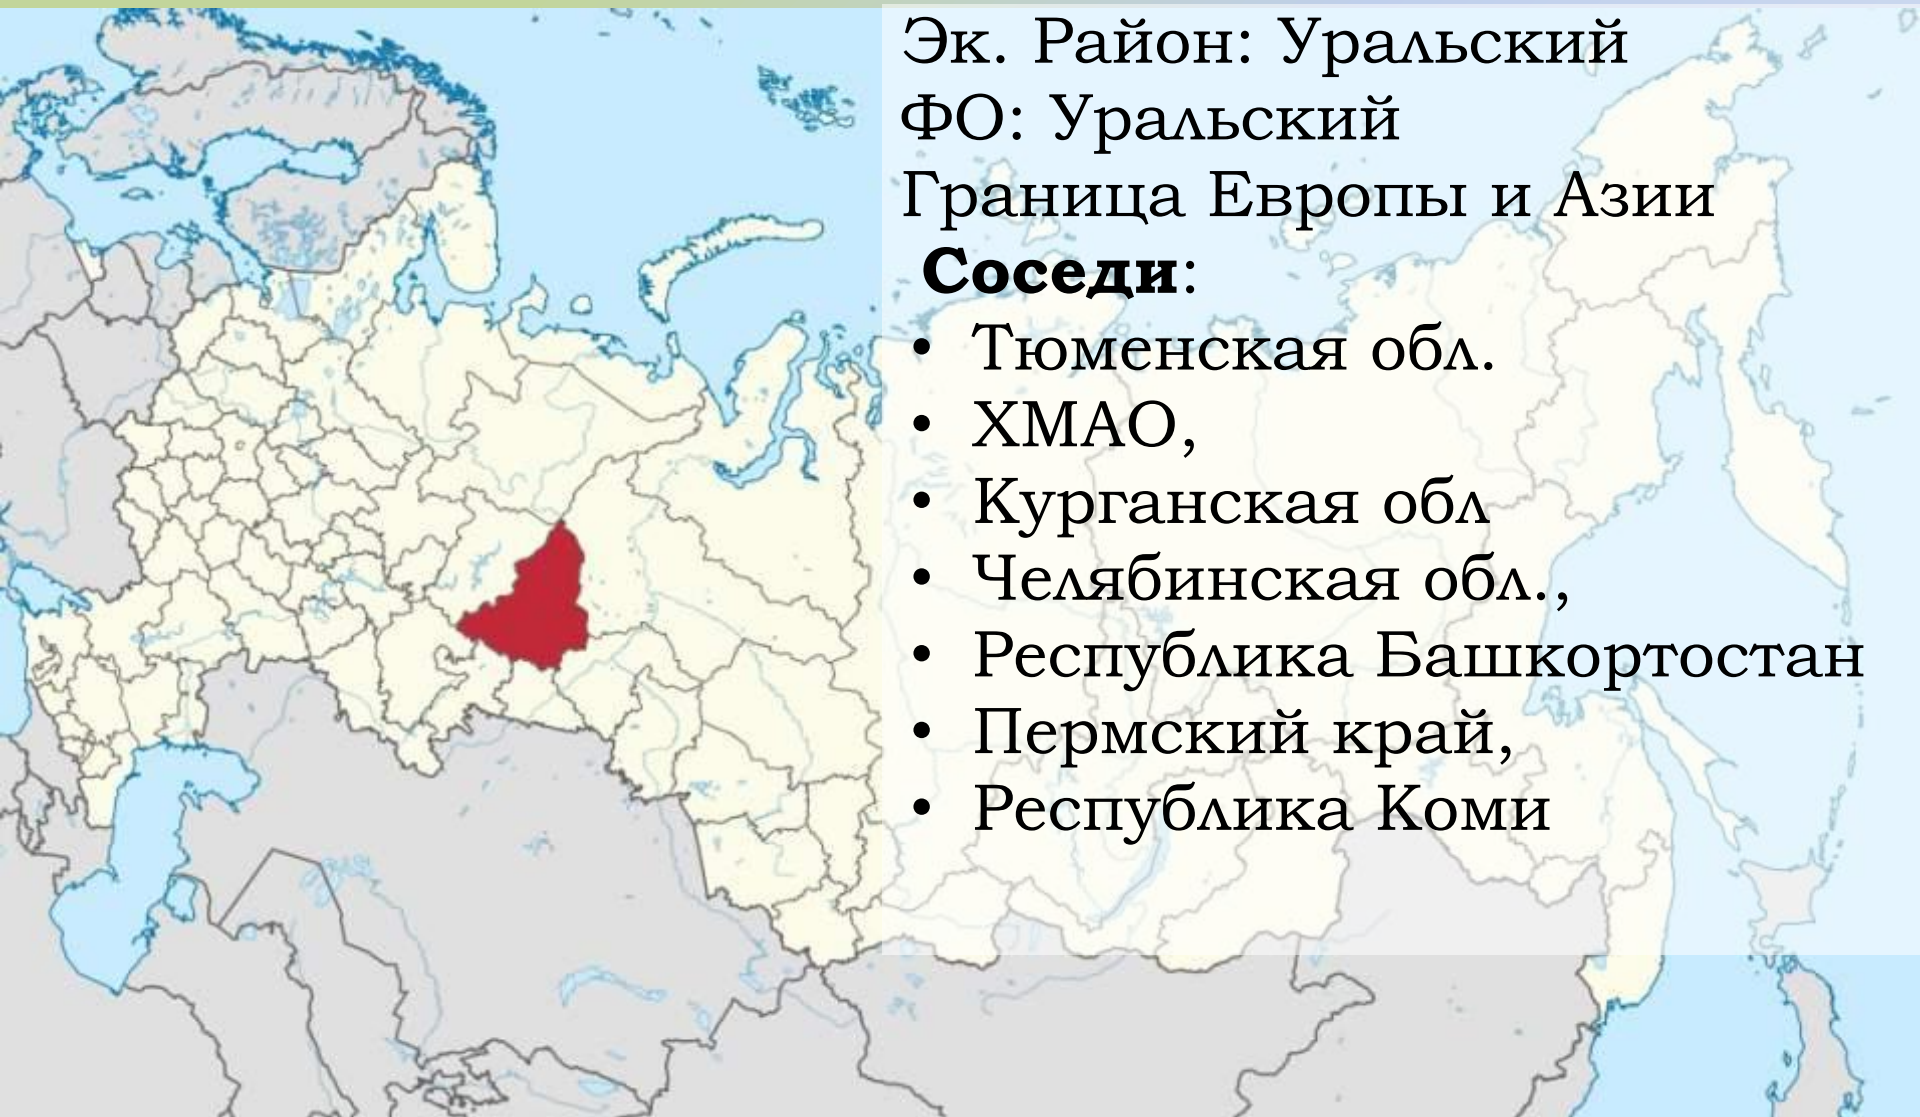 Эк. Район: Уральский
ФО: Уральский
Граница Европы и Азии
Соседи:
• Тюменская обл.
• ХМАО,
• Курганская обл
• Челябинская обл.,
• Республика Башкортостан
• Пермский край,
• Республика Коми